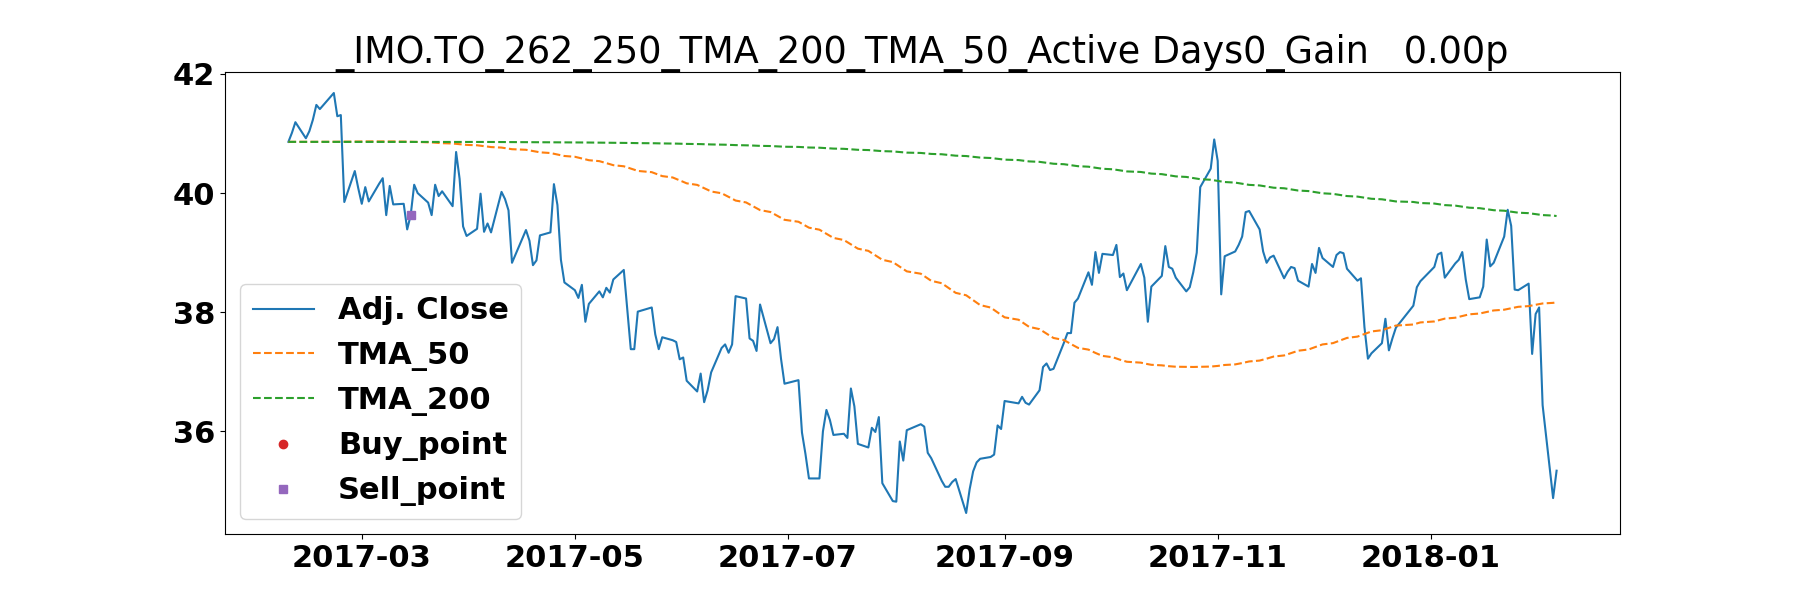 _IMO.TO_262_250_TMA_200_TMA_50_Active Days0_Gain   0.00p
42
40
38
36
Adj. Close
TMA_50
TMA_200
Buy_point
Sell_point
2017-03 2017-05 2017-07 2017-09 2017-11 2018-01